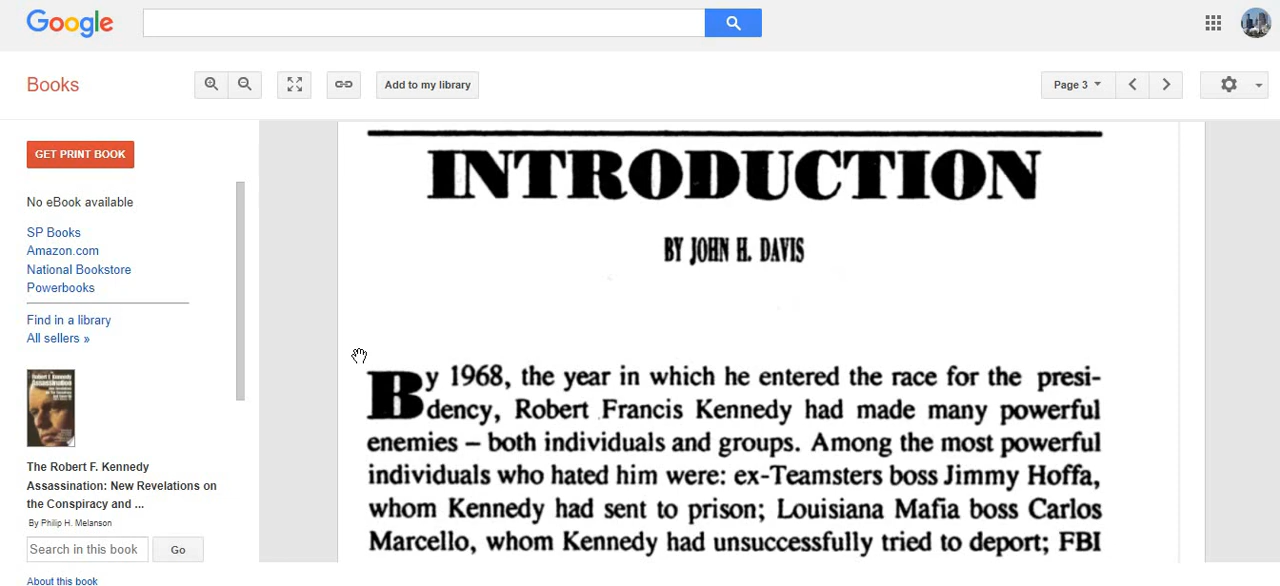 Google
Books
Add to my library
Page 3
GET PRINT BOOK
No eBook available
SP Books
Amazon.com
National Bookstore
Powerbooks
Find in a library
All sellers »
Robert F. Kennedy
Assassination
The Robert F. Kennedy
Assassination: New Revelations on
the Conspiracy and ...
By Philip H. Melanson
Search in this book
Go
About this book
INTRODUCTION
BY JOHN H. DAVIS
By 1968, the year in which he entered the race for the presi-
dency, Robert Francis Kennedy had made many powerful
enemies – both individuals and groups. Among the most powerful
individuals who hated him were: ex-Teamsters boss Jimmy Hoffa,
whom Kennedy had sent to prison; Louisiana Mafia boss Carlos
Marcello, whom Kennedy had unsuccessfully tried to deport; FBI